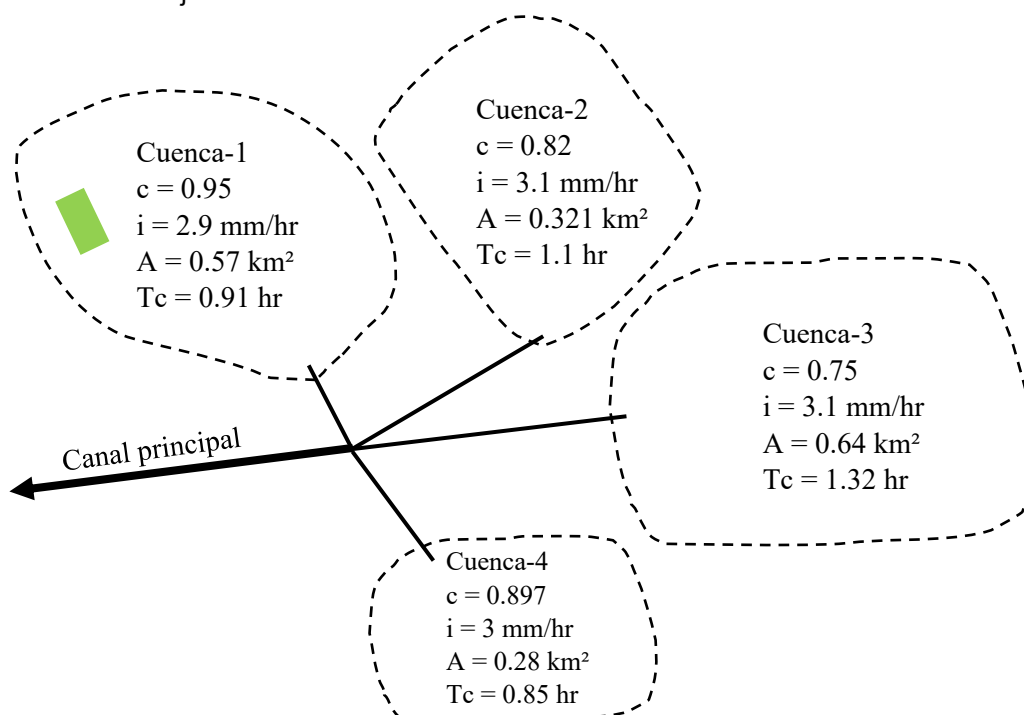 Cuenca-1
c = 0.95
i = 2.9 mm/hr
A = 0.57 km²
Tc = 0.91 hr
Cuenca-2
c = 0.82
i = 3.1 mm/hr
A = 0.321 km²
Tc = 1.1 hr
Cuenca-3
c = 0.75
i = 3.1 mm/hr
A = 0.64 km²
Tc = 1.32 hr
Canal principal
Cuenca-4
c = 0.897
i = 3 mm/hr
A = 0.28 km²
Tc = 0.85 hr